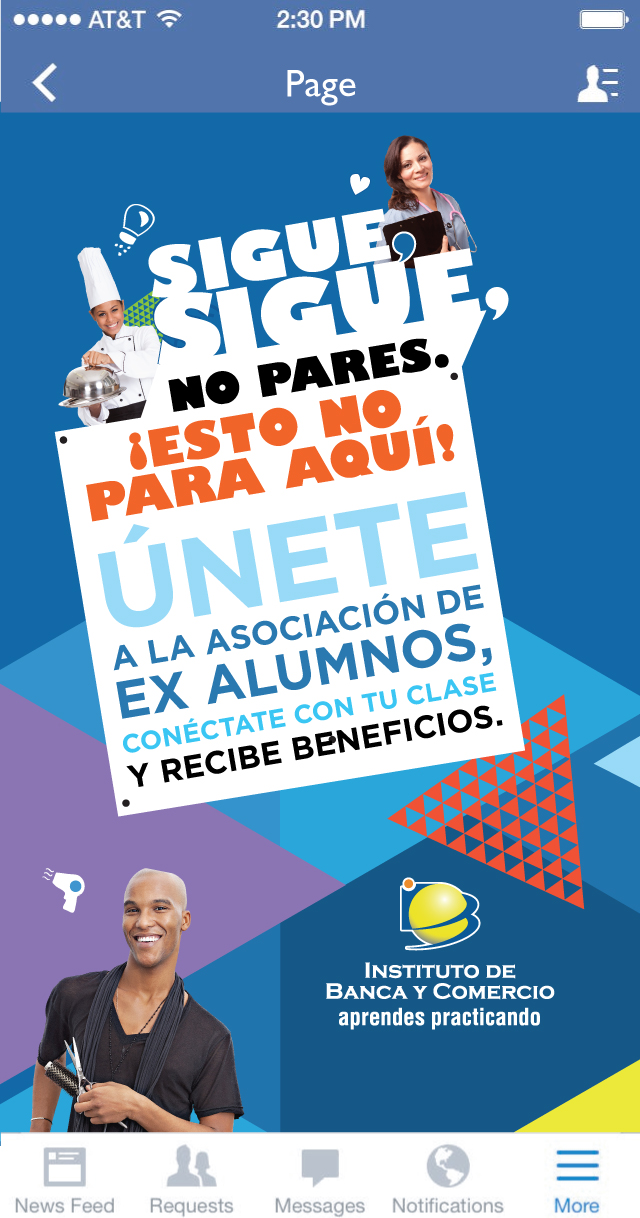 AT&T 2:30 PM
Page
SIGUE,
SIGUE,
NO PARES.
¡ESTO NO
PARA AQUÍ!
ÚNETE
A LA ASOCIACIÓN DE
EX ALUMNOS,
CONÉCTATE CON TU CLASE
Y RECIBE BENEFICIOS.
B
INSTITUTO DE
BANCA Y COMERCIO
aprendes practicando
News Feed Requests Messages Notifications More